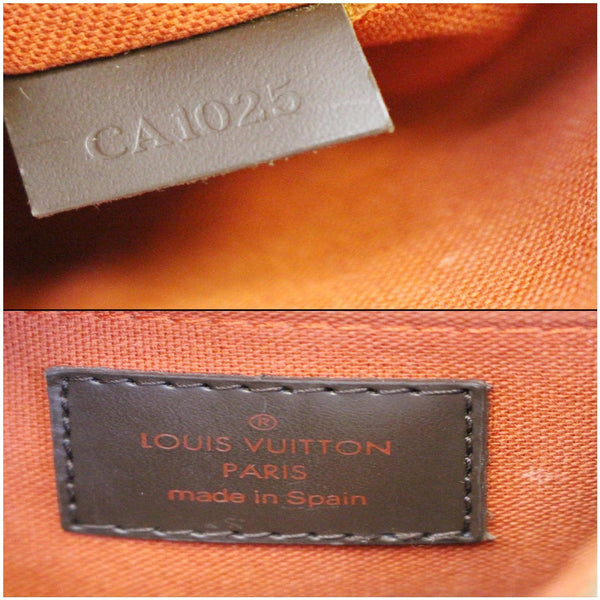 CA1025
®
LOUIS VUITTON
PARIS
made in Spain